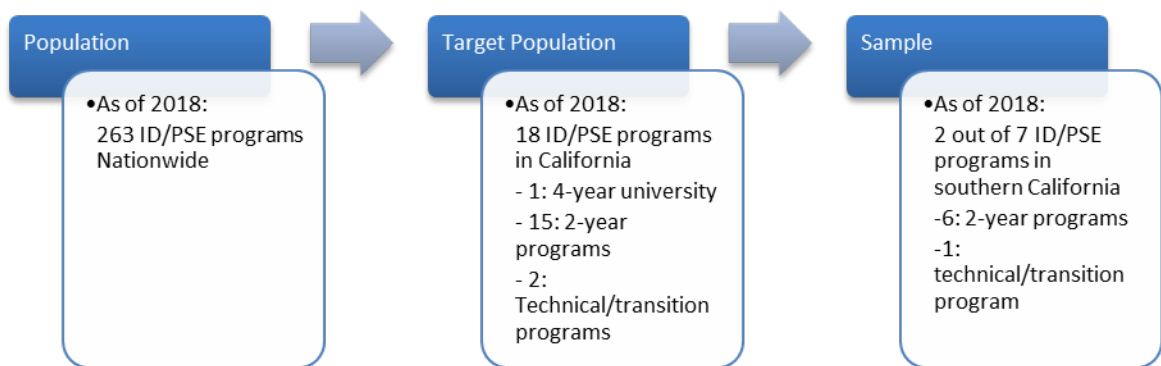 Population
•As of 2018:
263 ID/PSE programs
Nationwide
Target Population
•As of 2018:
18 ID/PSE programs
in California
- 1: 4-year university
- 15: 2-year
programs
- 2:
Technical/transition
programs
Sample
•As of 2018:
2 out of 7 ID/PSE
programs in
southern California
-6: 2-year programs
-1:
technical/transition
program